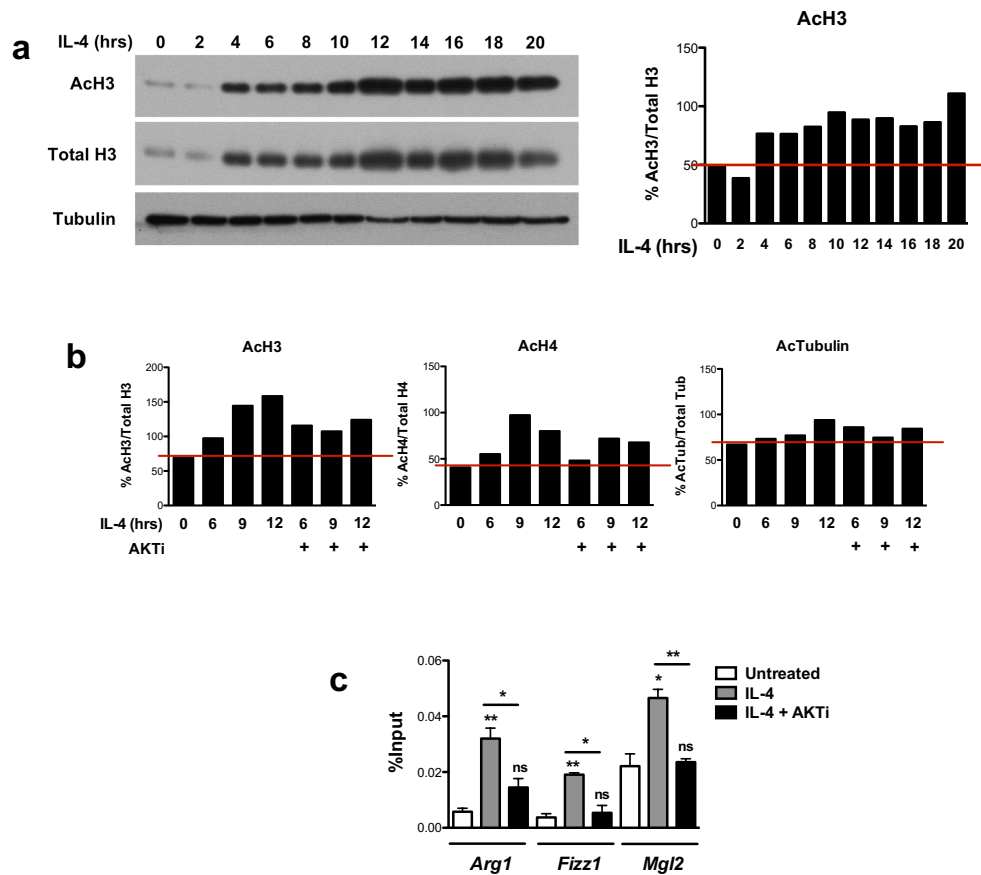 a
IL-4 (hrs) 0 2 4 6 8 10 12 14 16 18 20
AcH3
Total H3
Tubulin
AcH3
% AcH3/Total H3
150
100
50
0
0 2 4 6 8 10 12 14 16 18 20
IL-4 (hrs)
b
AcH3
% AcH3/Total H3
200
150
100
50
0
AcH4
% AcH4/Total H4
150
100
50
0
AcTubulin
% AcTub/Total Tub
150
100
50
0
IL-4 (hrs) 0 6 9 12 6 9 12
0 6 9 12 6 9 12
0 6 9 12 6 9 12
AKTi + + +
+ + +
+ + +
c
%Input
0.06
0.04
0.02
0.00
** * ns
** * ns
* ** ns
Arg1 Fizz1 Mgl2
Untreated
IL-4
IL-4 + AKTi